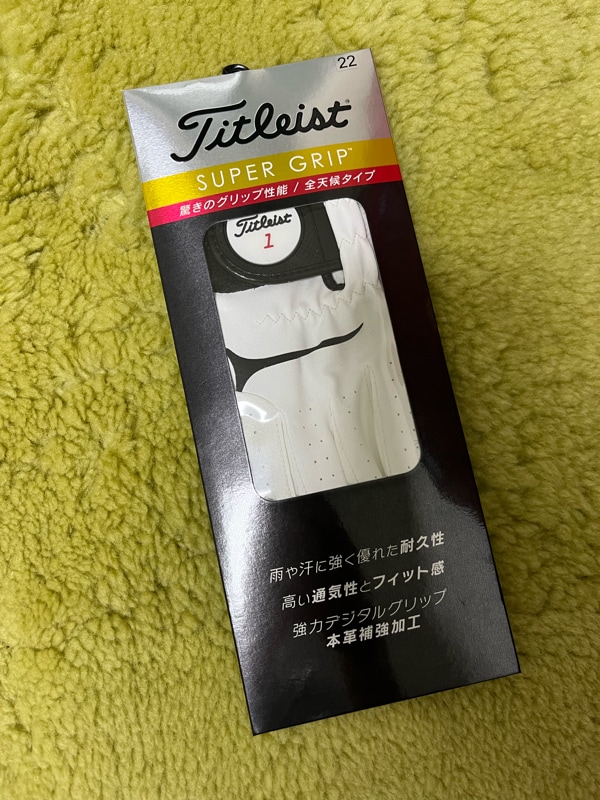 22
Titleist®
SUPER GRIP™
驚きのグリップ性能 / 全天候タイプ
Titleist
1
雨や汗に強く優れた耐久性
高い通気性とフィット感
強力デジタルグリップ
本革補強加工